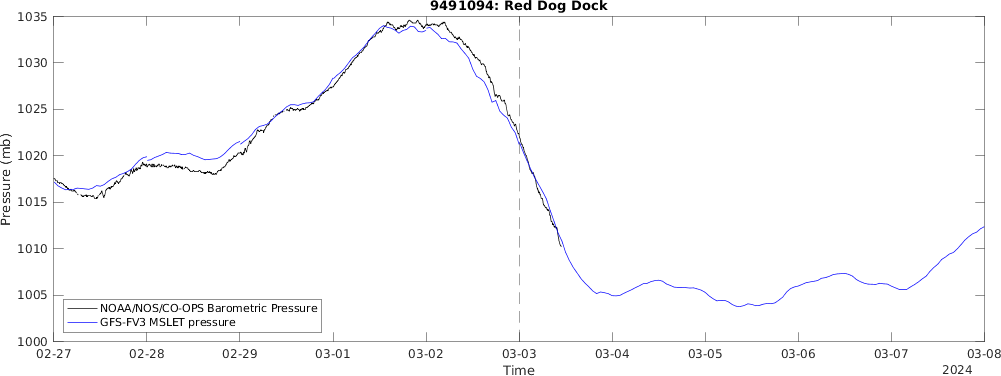 9491094: Red Dog Dock
Pressure (mb)
1035
1030
1025
1020
1015
1010
1005
1000
NOAA/NOS/CO-OPS Barometric Pressure
GFS-FV3 MSLET pressure
02-27 02-28 02-29 03-01 03-02 03-03 03-04 03-05 03-06 03-07 03-08
Time
2024